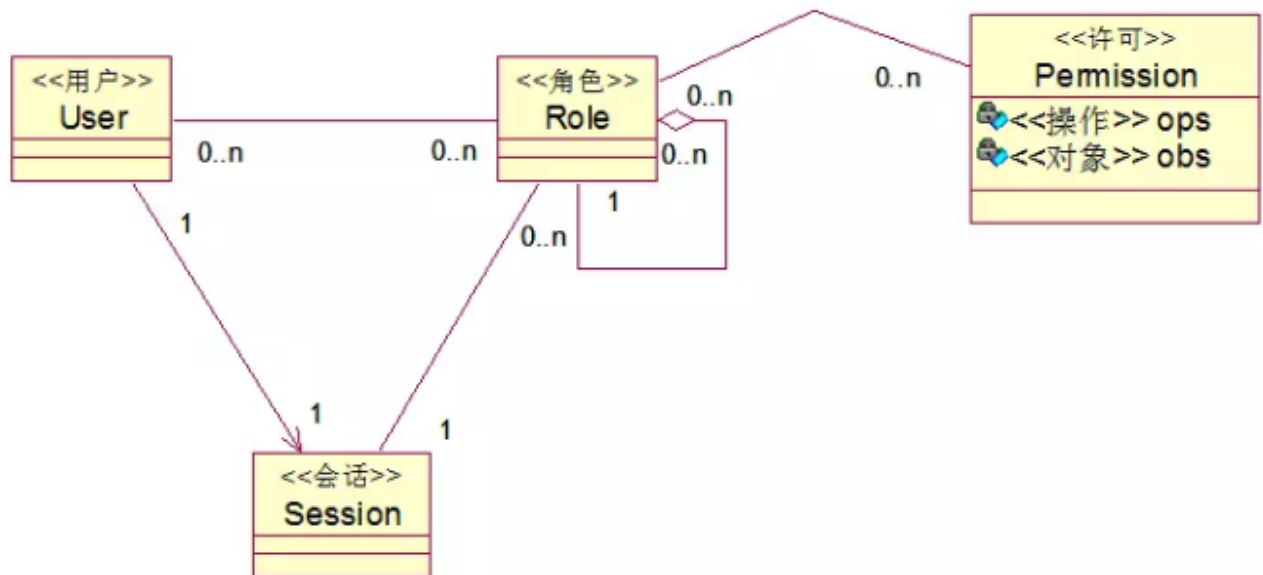 <<用户>>
User
0..n
0..n
<<角色>>
Role
0..n
0..n
1
0..n
0..n
<<许可>>
Permission
<<操作>> ops
<<对象>> obs
1
1
1
<<会话>>
Session